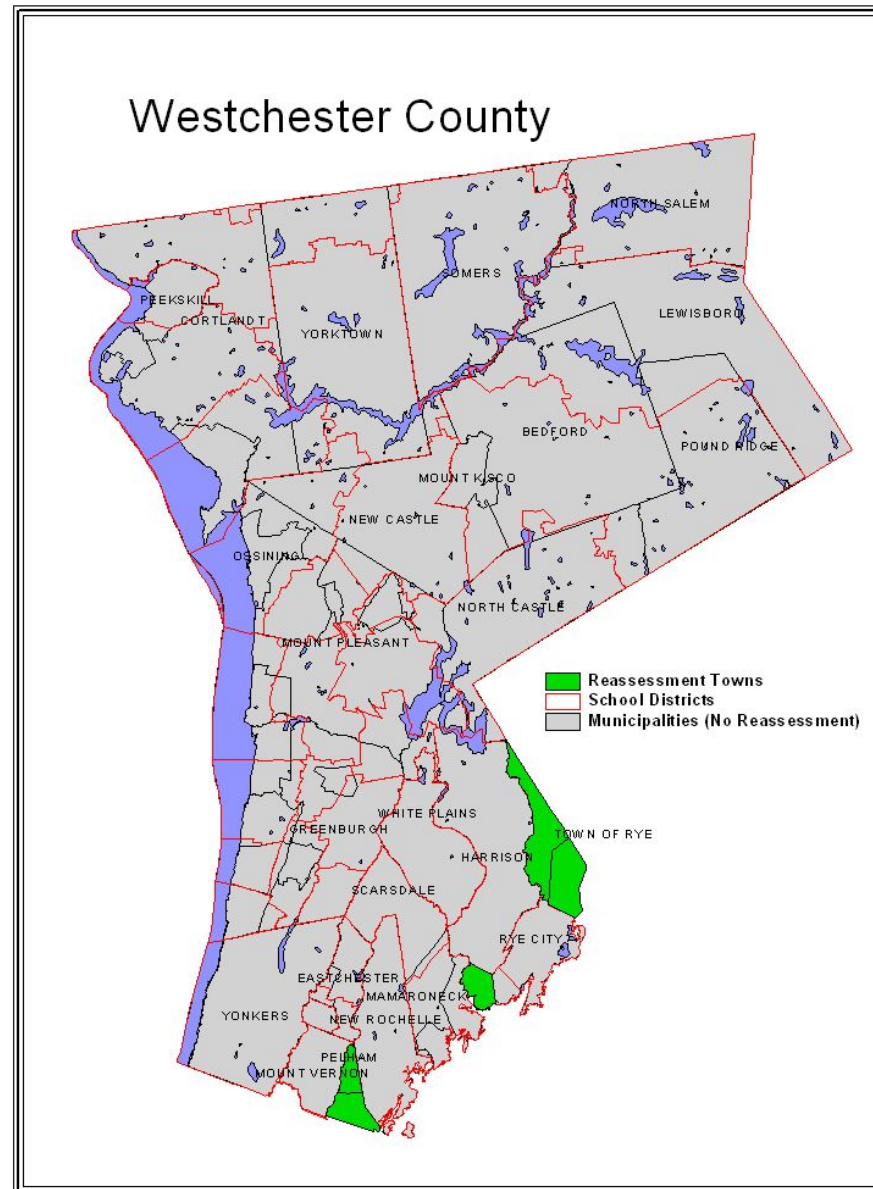 Westchester County
NORTH SALEM
SOMERS
PEEKSKILL
LEWISBORO
CORTLANDT
YORKTOWN
BEDFORD
POUND RIDGE
MOUNT KISCO
NEW CASTLE
OSSINING
NORTH CASTLE
MOUNT PLEASANT
Reassessment Towns
School Districts
Municipalities (No Reassessment)
WHITE PLAINS
GREENBURGH
TOWN OF RYE
HARRISON
SCARSDALE
RYE CITY
EASTCHESTER
MAMARONECK
YONKERS
NEW ROCHELLE
PELHAM
MOUNT VERNON